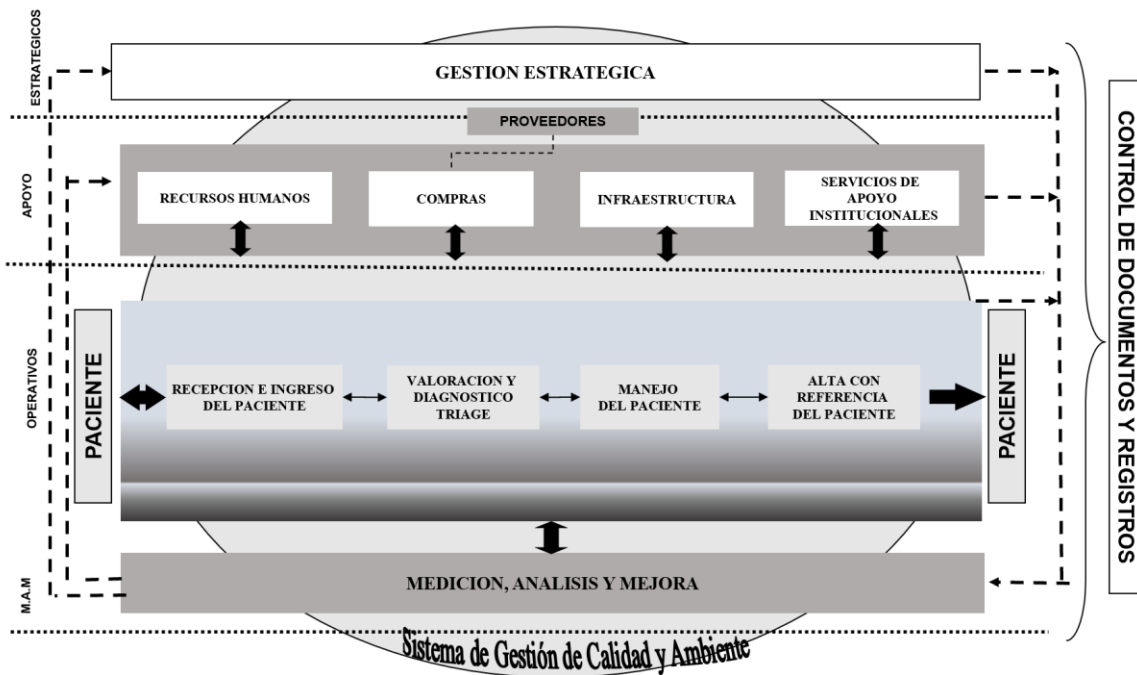 ESTRATEGICOS
GESTION ESTRATEGICA
PROVEEDORES
APOYO
RECURSOS HUMANOS
COMPRAS
INFRAESTRUCTURA
SERVICIOS DE
APOYO
INSTITUCIONALES
OPERATIVOS
PACIENTE
RECEPCION E INGRESO
DEL PACIENTE
VALORACION Y
DIAGNOSTICO
TRIAGE
MANEJO
DEL PACIENTE
ALTA CON
REFERENCIA
DEL PACIENTE
PACIENTE
M.A.M
MEDICION, ANALISIS Y MEJORA
Sistema de Gestión de Calidad y Ambiente
CONTROL DE DOCUMENTOS Y REGISTROS